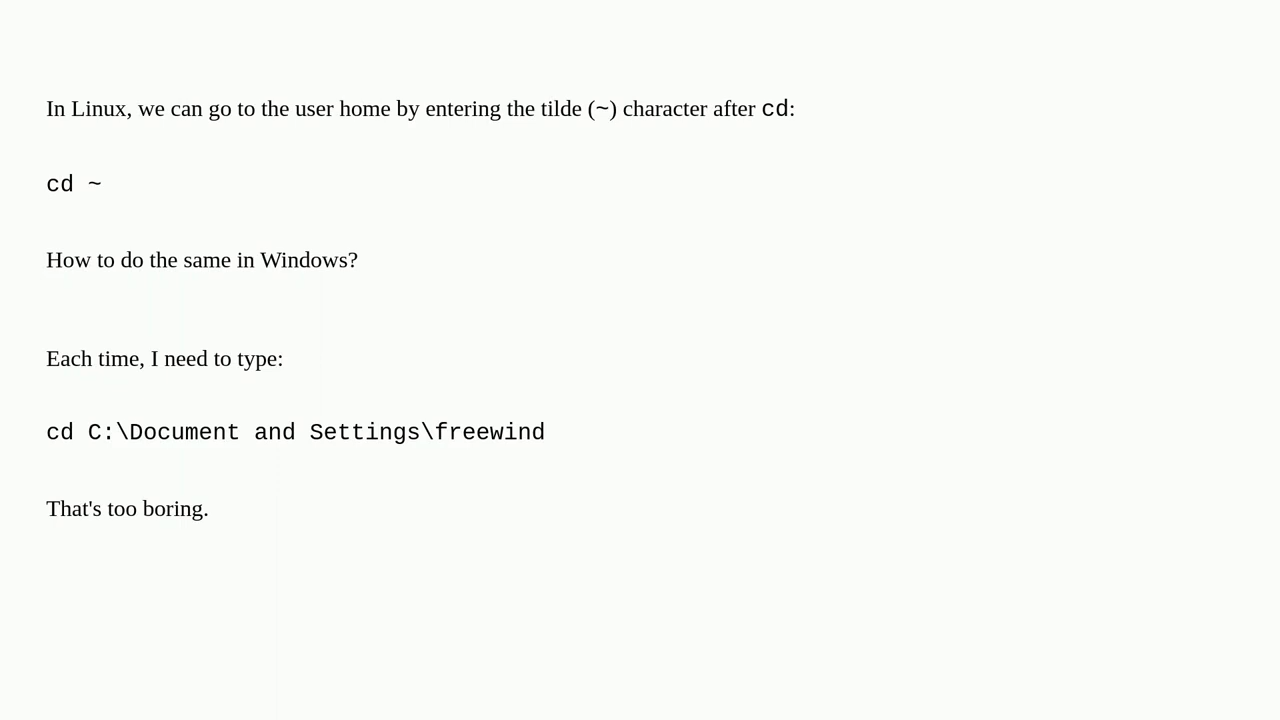 In Linux, we can go to the user home by entering the tilde (~) character after cd:
cd ~
How to do the same in Windows?
Each time, I need to type:
cd C:\Document and Settings\freewind
That's too boring.